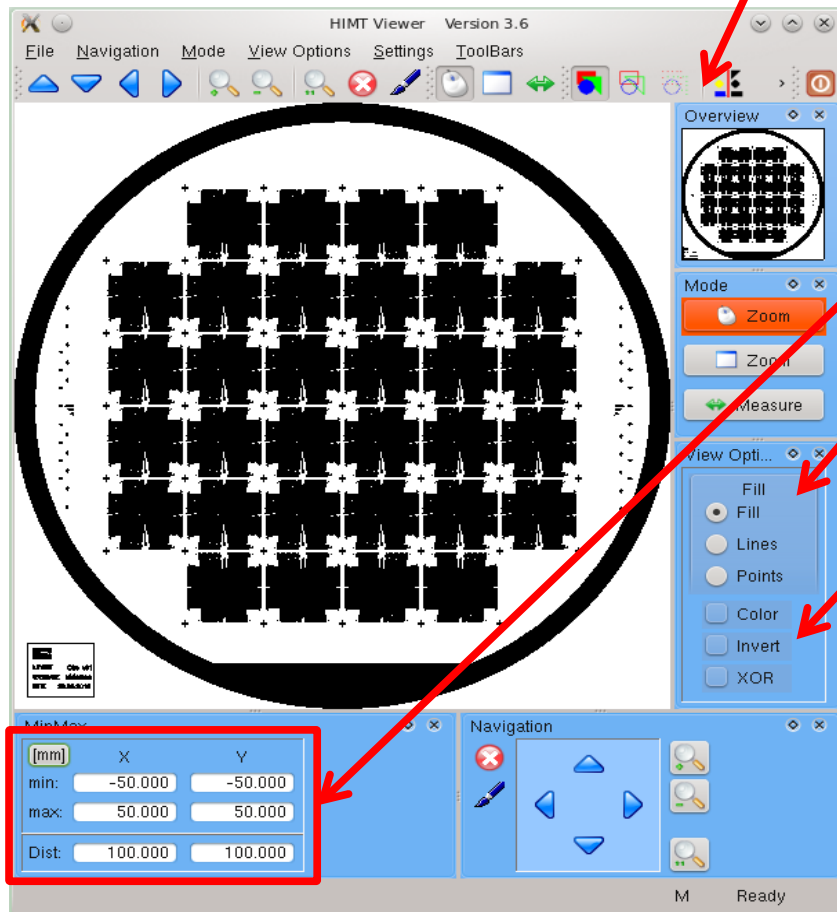 HIMT Viewer Version 3.6
File Navigation Mode View Options Settings ToolBars
Overview
Mode
Zoom
Zoom
Measure
View Opti...
Fill
Fill
Lines
Points
Color
Invert
XOR
MinMax
[mm] X Y
min: -50.000 -50.000
max: 50.000 50.000
Dist: 100.000 100.000
Navigation
M Ready